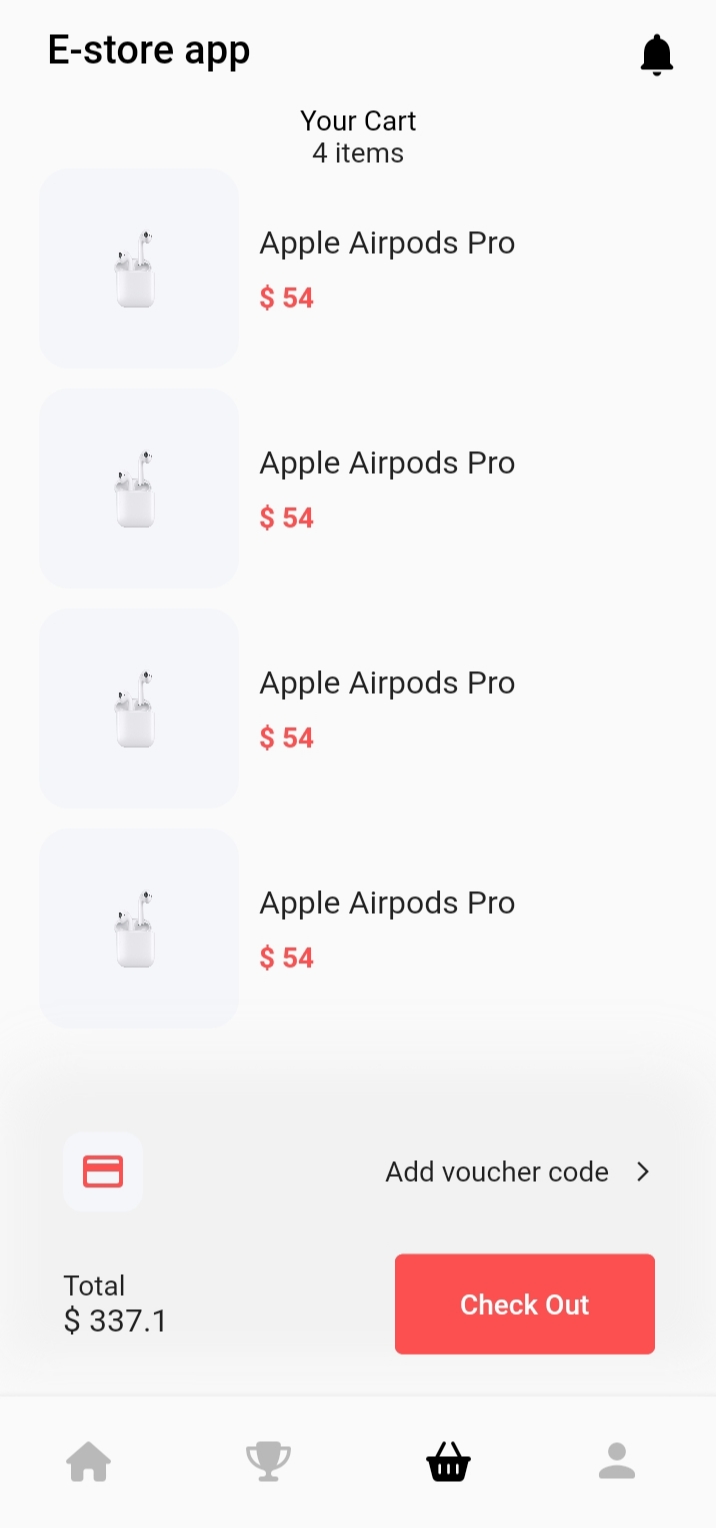 E-store app
Your Cart
4 items
Apple Airpods Pro
$ 54
Apple Airpods Pro
$ 54
Apple Airpods Pro
$ 54
Apple Airpods Pro
$ 54
Add voucher code
Total
$ 337.1
Check Out